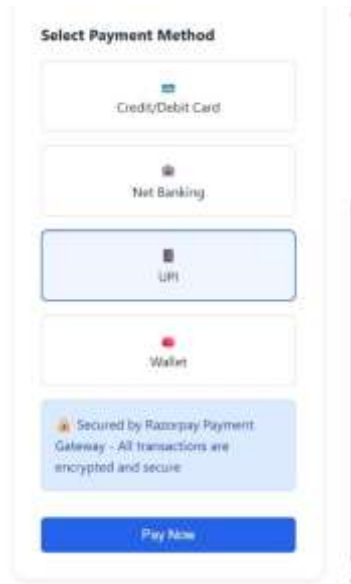 Select Payment Method
Credit/Debit Card
Net Banking
UPI
Wallet
Secured by Razorpay Payment
Gateway - All transactions are
encrypted and secure
Pay Now